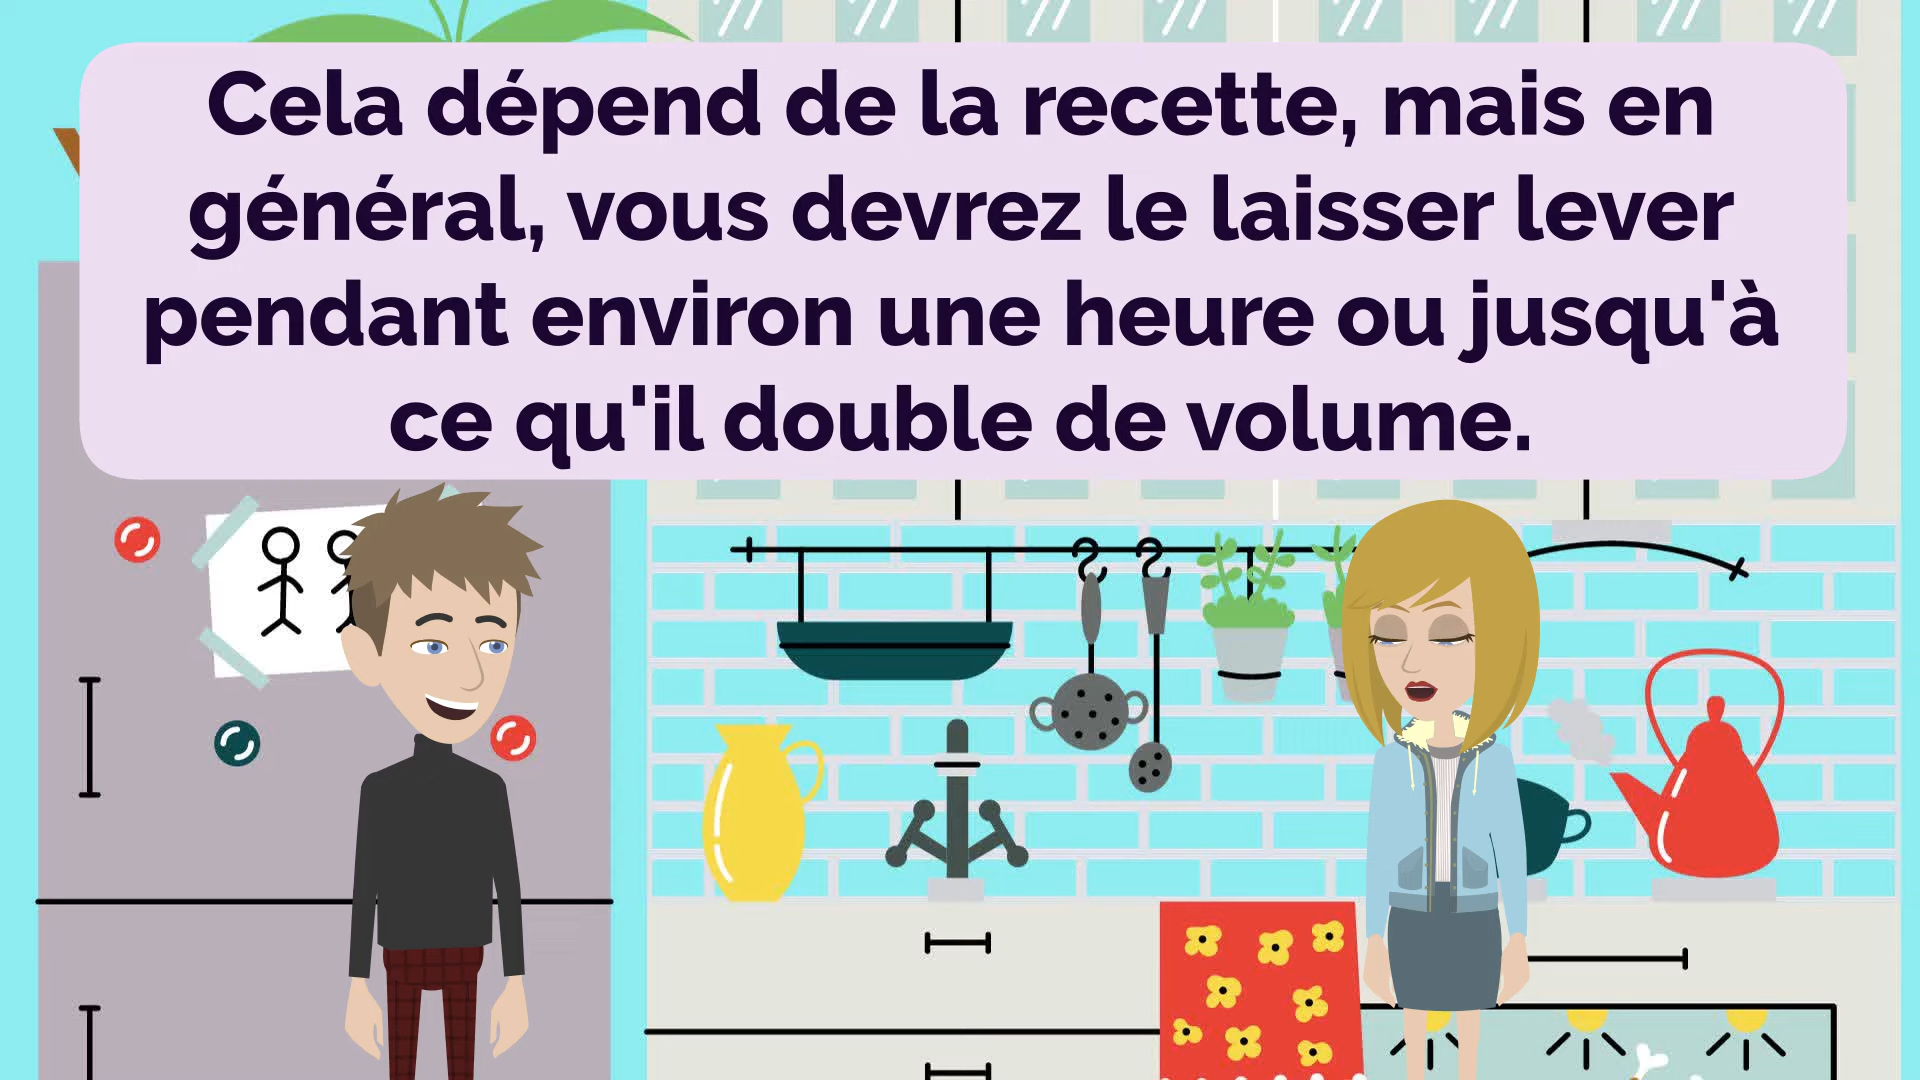 Cela dépend de la recette, mais en
général, vous devrez le laisser lever
pendant environ une heure ou jusqu'à
ce qu'il double de volume.